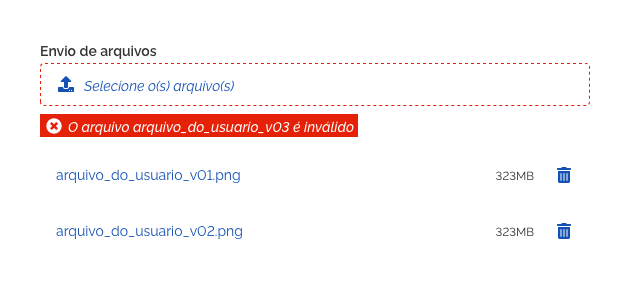 Envio de arquivos
Selecione o(s) arquivo(s)
O arquivo arquivo_do_usuario_v03 é inválido
arquivo_do_usuario_v01.png 323MB
arquivo_do_usuario_v02.png 323MB